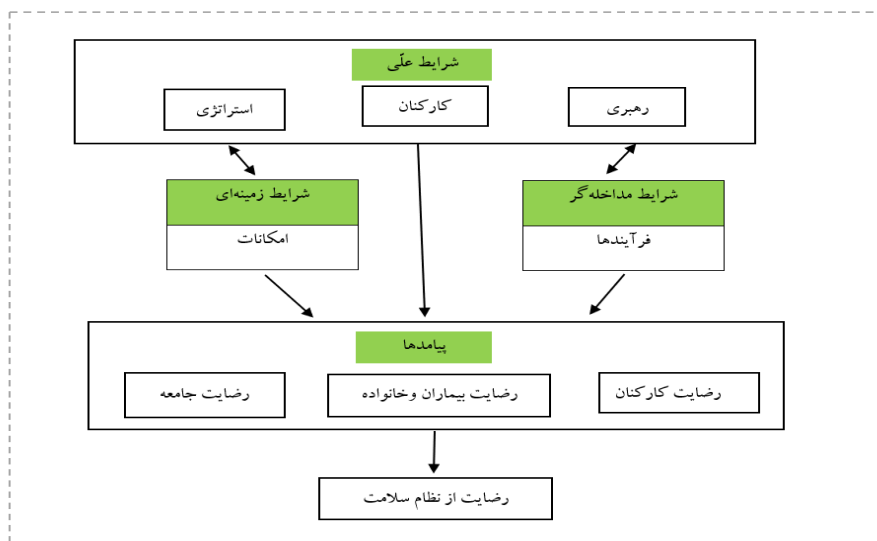 شرایط علّی
رهبری
کارکنان
استراتژی
شرایط مداخله‌گر
فرآیندها
شرایط زمینه‌ای
امکانات
پیامدها
رضایت کارکنان
رضایت بیماران وخانواده
رضایت جامعه
رضایت از نظام سلامت